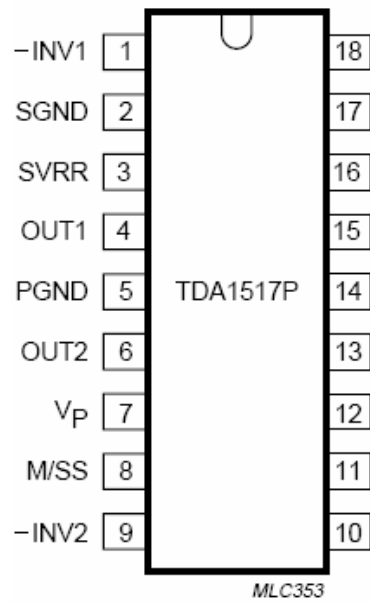 -INV1 1 18
SGND 2 17
SVRR 3 16
OUT1 4 15
PGND 5 TDA1517P 14
OUT2 6 13
VP 7 12
M/SS 8 11
-INV2 9 10
MLC353